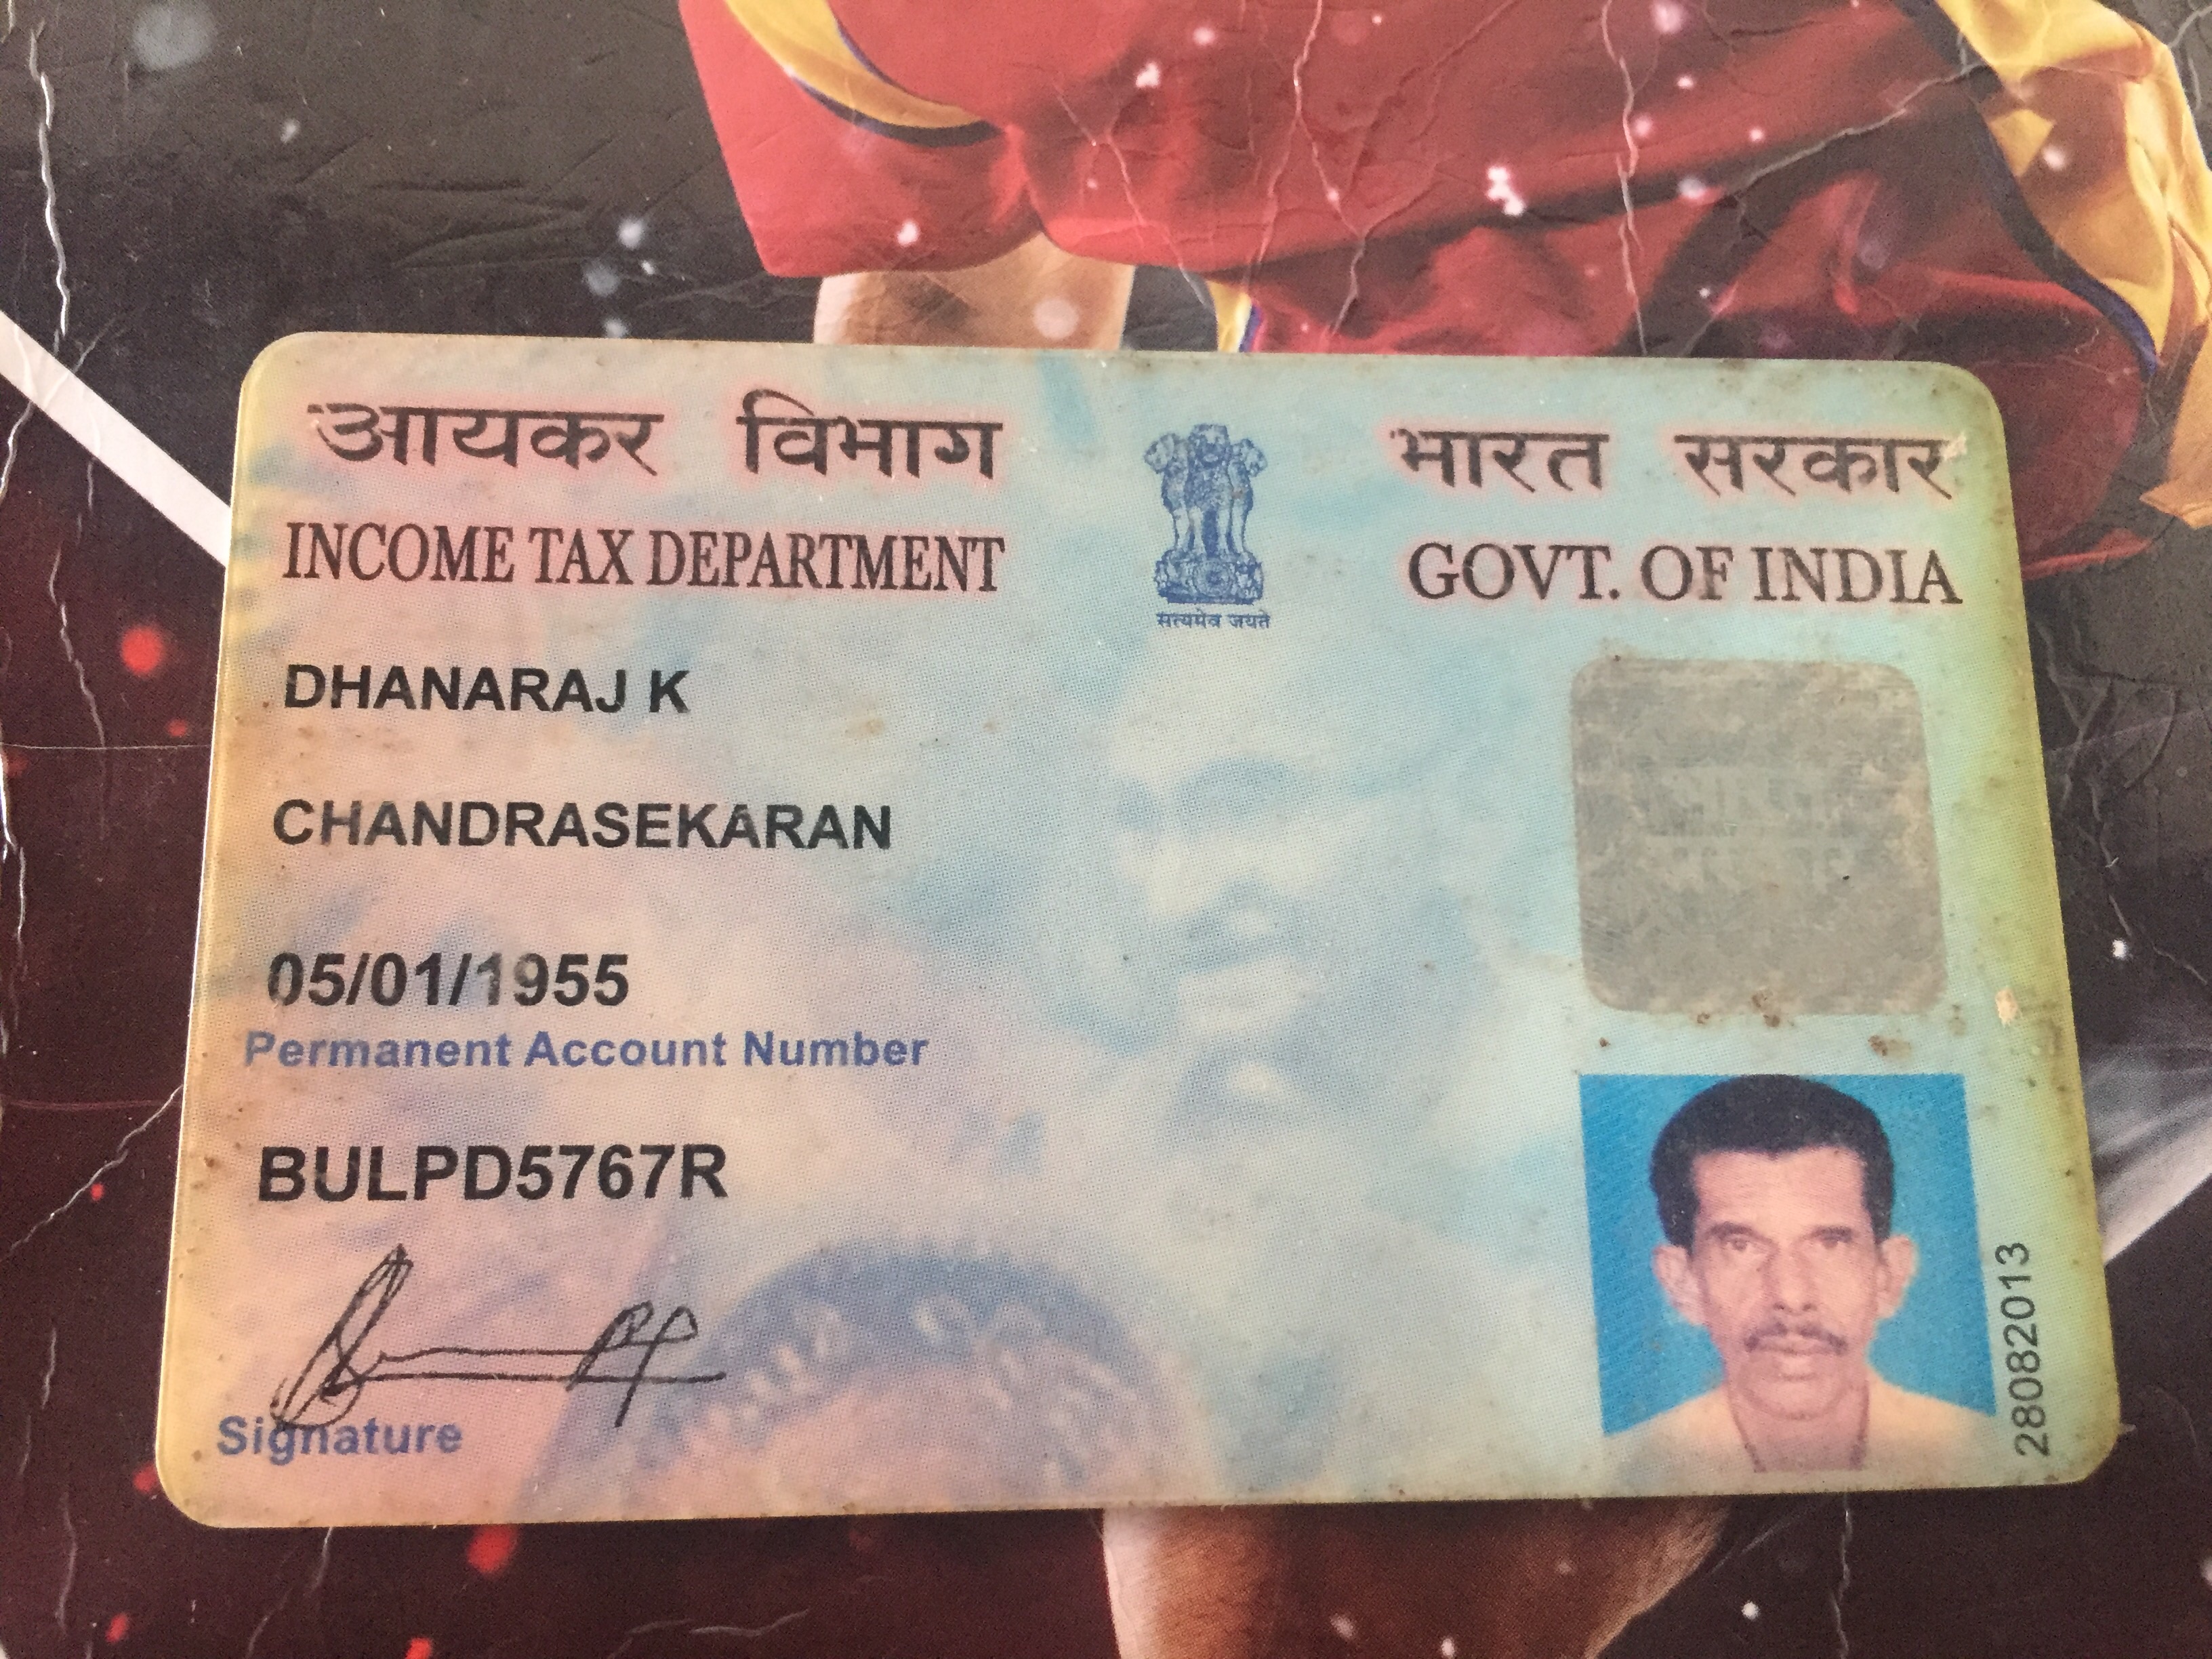 आयकर विभाग
INCOME TAX DEPARTMENT
सत्यमेव जयते
भारत सरकार
GOVT. OF INDIA
DHANARAJ K
CHANDRASEKARAN
05/01/1955
Permanent Account Number
BULPD5767R
Signature
28082013